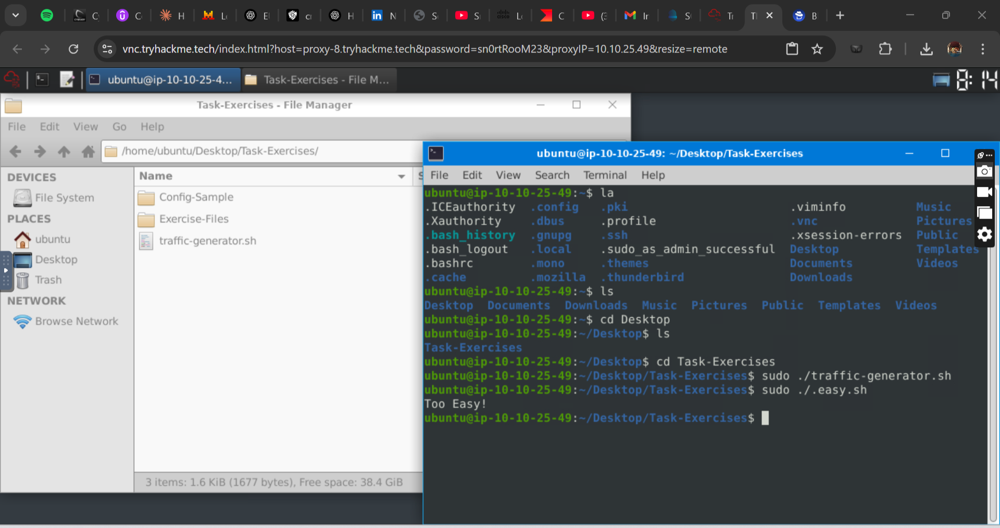 C
C
H
L
E
cr
H
in N
S
S
cisco L
C
(3
Ir
S
Tr
T
B
vnc.tryhackme.tech/index.html?host=proxy-8.tryhackme.tech&password=sn0rtRooM23&proxyIP=10.10.25.49&resize=remote
ubuntu@ip-10-10-25-4...
Task-Exercises - File M...
8: 14
Task-Exercises - File Manager
File Edit View Go Help
/home/ubuntu/Desktop/Task-Exercises/
DEVICES
File System
PLACES
ubuntu
Desktop
Trash
NETWORK
Browse Network
Name
Config-Sample
Exercise-Files
traffic-generator.sh
3 items: 1.6 KiB (1677 bytes), Free space: 38.4 GiB
ubuntu@ip-10-10-25-49: ~/Desktop/Task-Exercises
File Edit View Search Terminal Help
ubuntu@ip-10-10-25-49:~$ la
.ICEauthority .config .pki .viminfo Music
.Xauthority .dbus .profile .vnc Pictures
.bash_history .gnupg .ssh .xsession-errors Public
.bash_logout .local .sudo_as_admin_successful Desktop Templates
.bashrc .mono .themes Documents Videos
.cache .mozilla .thunderbird Downloads
ubuntu@ip-10-10-25-49:~$ ls
Desktop Documents Downloads Music Pictures Public Templates Videos
ubuntu@ip-10-10-25-49:~$ cd Desktop
ubuntu@ip-10-10-25-49:~/Desktop$ ls
Task-Exercises
ubuntu@ip-10-10-25-49:~/Desktop$ cd Task-Exercises
ubuntu@ip-10-10-25-49:~/Desktop/Task-Exercises$ sudo ./traffic-generator.sh
ubuntu@ip-10-10-25-49:~/Desktop/Task-Exercises$ sudo ./.easy.sh
Too Easy!
ubuntu@ip-10-10-25-49:~/Desktop/Task-Exercises$